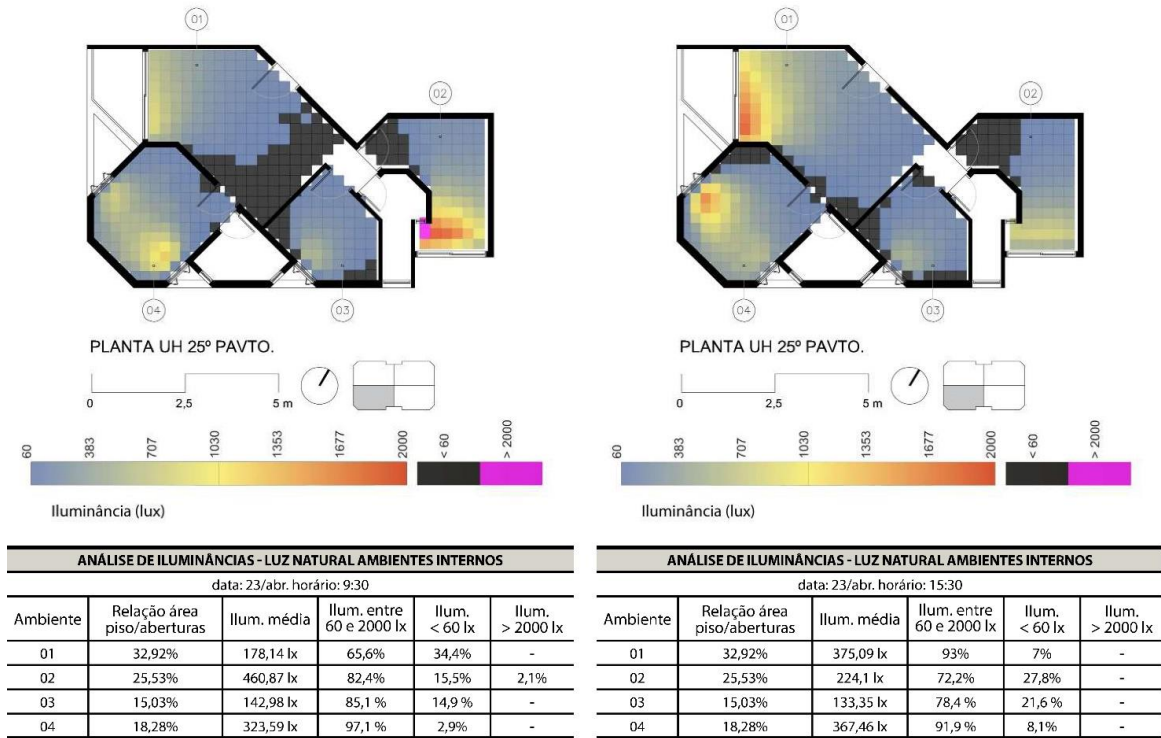 01
02
04
03
PLANTA UH 25º PAVTO.
0 2,5 5 m
60 383 707 1030 1353 1677 2000 < 60 > 2000
Iluminância (lux)
ANÁLISE DE ILUMINÂNCIAS - LUZ NATURAL AMBIENTES INTERNOS
data: 23/abr. horário: 9:30
Ambiente Relação área piso/aberturas Ilum. média Ilum. entre 60 e 2000 lx Ilum. < 60 lx Ilum. > 2000 lx
01 32,92% 178,14 lx 65,6% 34,4% -
02 25,53% 460,87 lx 82,4% 15,5% 2,1%
03 15,03% 142,98 lx 85,1 % 14,9 % -
04 18,28% 323,59 lx 97,1 % 2,9% -
01
02
04
03
PLANTA UH 25º PAVTO.
0 2,5 5 m
60 383 707 1030 1353 1677 2000 < 60 > 2000
Iluminância (lux)
ANÁLISE DE ILUMINÂNCIAS - LUZ NATURAL AMBIENTES INTERNOS
data: 23/abr. horário: 15:30
Ambiente Relação área piso/aberturas Ilum. média Ilum. entre 60 e 2000 lx Ilum. < 60 lx Ilum. > 2000 lx
01 32,92% 375,09 lx 93% 7% -
02 25,53% 224,1 lx 72,2% 27,8% -
03 15,03% 133,35 lx 78,4 % 21,6 % -
04 18,28% 367,46 lx 91,9 % 8,1% -